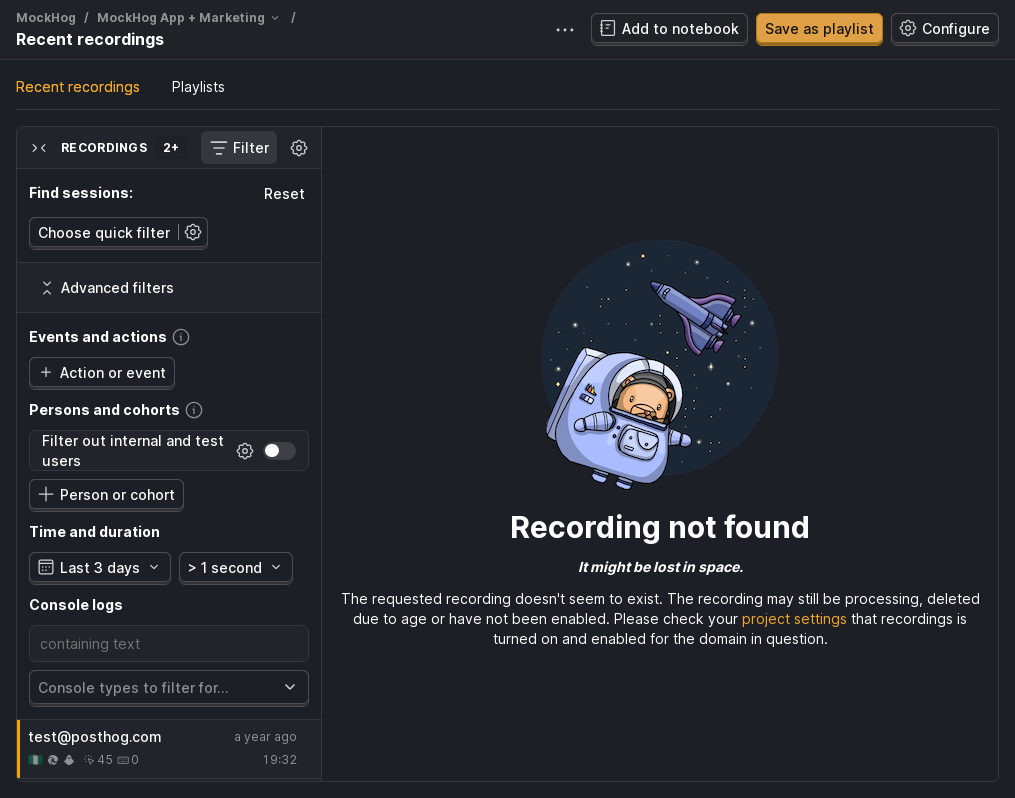 MockHog / MockHog App + Marketing /
Recent recordings
Add to notebook
Save as playlist
Configure
Recent recordings
Playlists
RECORDINGS 2+
Filter
Find sessions:
Reset
Choose quick filter
Advanced filters
Events and actions
Action or event
Persons and cohorts
Filter out internal and test
users
Person or cohort
Time and duration
Last 3 days
> 1 second
Console logs
containing text
Console types to filter for...
test@posthog.com
a year ago
45 0
19:32
Recording not found
It might be lost in space.
The requested recording doesn't seem to exist. The recording may still be processing, deleted
due to age or have not been enabled. Please check your project settings that recordings is
turned on and enabled for the domain in question.